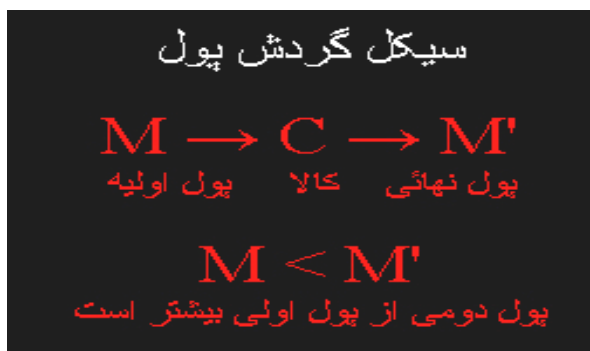 سیکل گردش پول
M → C → M'
پول اولیه کالا پول نهائی
M < M'
پول دومی از پول اولی بیشتر است